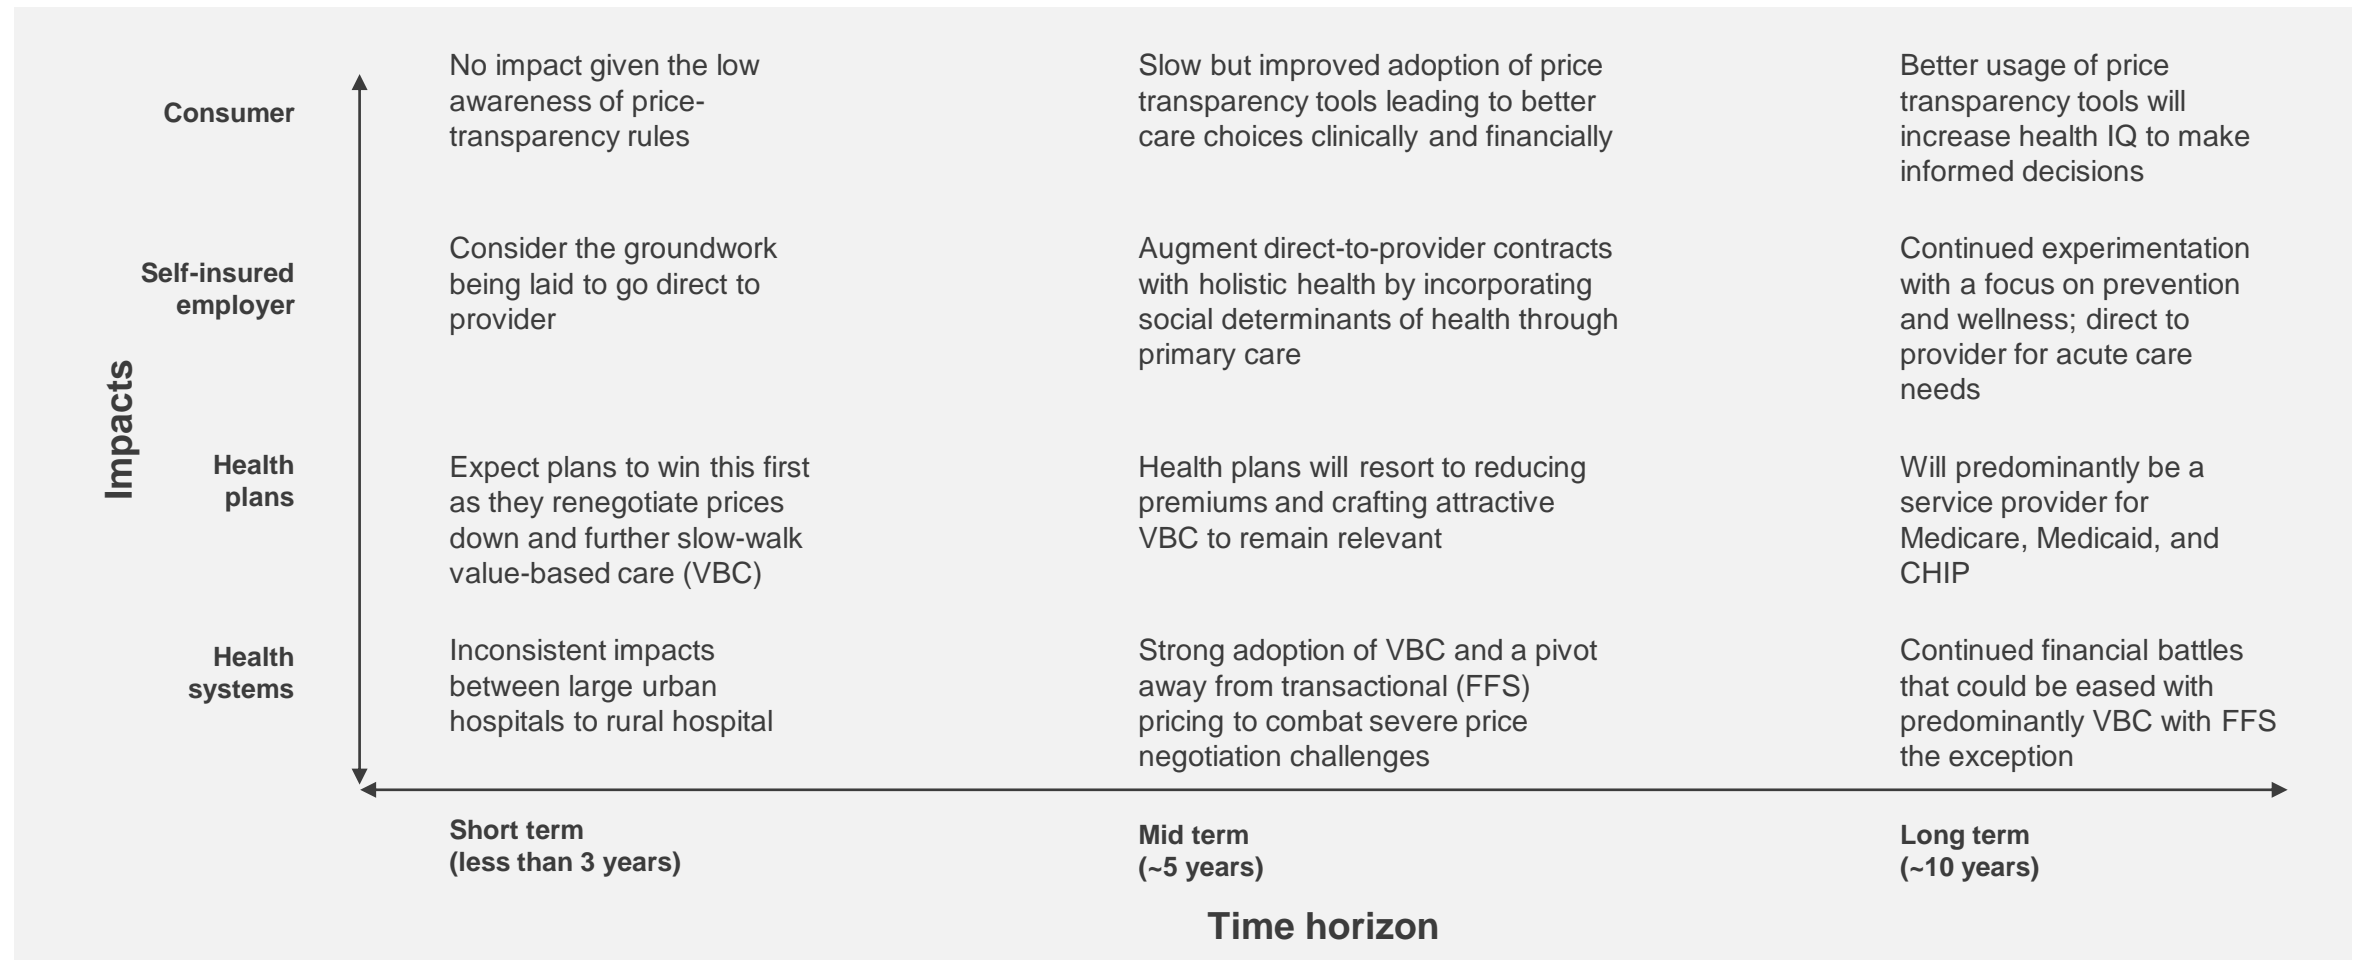 Impacts
Consumer
No impact given the low
awareness of price-
transparency rules
Slow but improved adoption of price
transparency tools leading to better
care choices clinically and financially
Better usage of price
transparency tools will
increase health IQ to make
informed decisions
Self-insured
employer
Consider the groundwork
being laid to go direct to
provider
Augment direct-to-provider contracts
with holistic health by incorporating
social determinants of health through
primary care
Continued experimentation
with a focus on prevention
and wellness; direct to
provider for acute care
needs
Health
plans
Expect plans to win this first
as they renegotiate prices
down and further slow-walk
value-based care (VBC)
Health plans will resort to reducing
premiums and crafting attractive
VBC to remain relevant
Will predominantly be a
service provider for
Medicare, Medicaid, and
CHIP
Health
systems
Inconsistent impacts
between large urban
hospitals to rural hospital
Strong adoption of VBC and a pivot
away from transactional (FFS)
pricing to combat severe price
negotiation challenges
Continued financial battles
that could be eased with
predominantly VBC with FFS
the exception
Short term
(less than 3 years)
Mid term
(~5 years)
Long term
(~10 years)
Time horizon